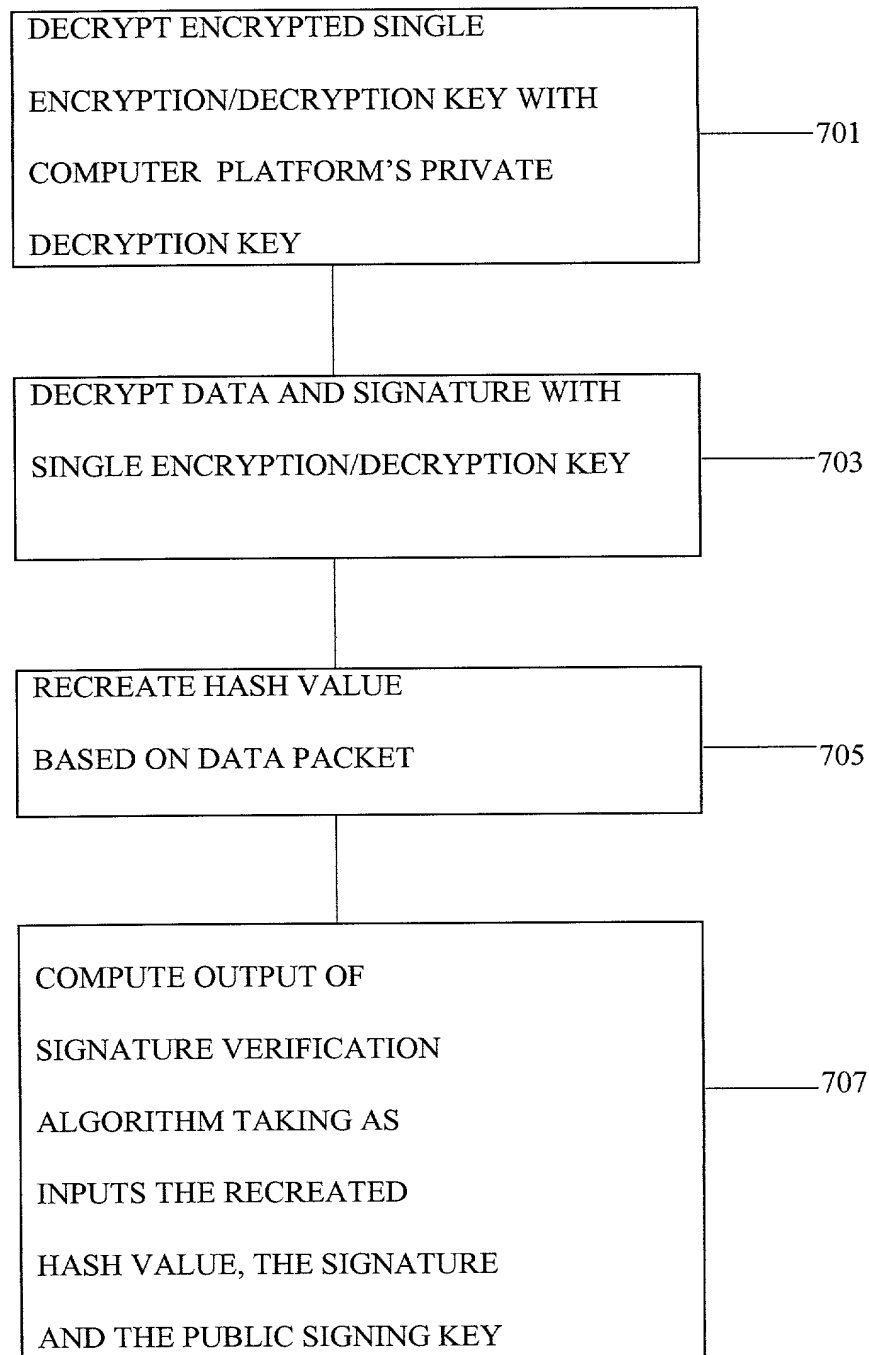 DECRYPT ENCRYPTED SINGLE
ENCRYPTION/DECRYPTION KEY WITH
COMPUTER PLATFORM'S PRIVATE
DECRYPTION KEY
701
DECRYPT DATA AND SIGNATURE WITH
SINGLE ENCRYPTION/DECRYPTION KEY
703
RECREATE HASH VALUE
BASED ON DATA PACKET
705
COMPUTE OUTPUT OF
SIGNATURE VERIFICATION
ALGORITHM TAKING AS
INPUTS THE RECREATED
HASH VALUE, THE SIGNATURE
AND THE PUBLIC SIGNING KEY
707